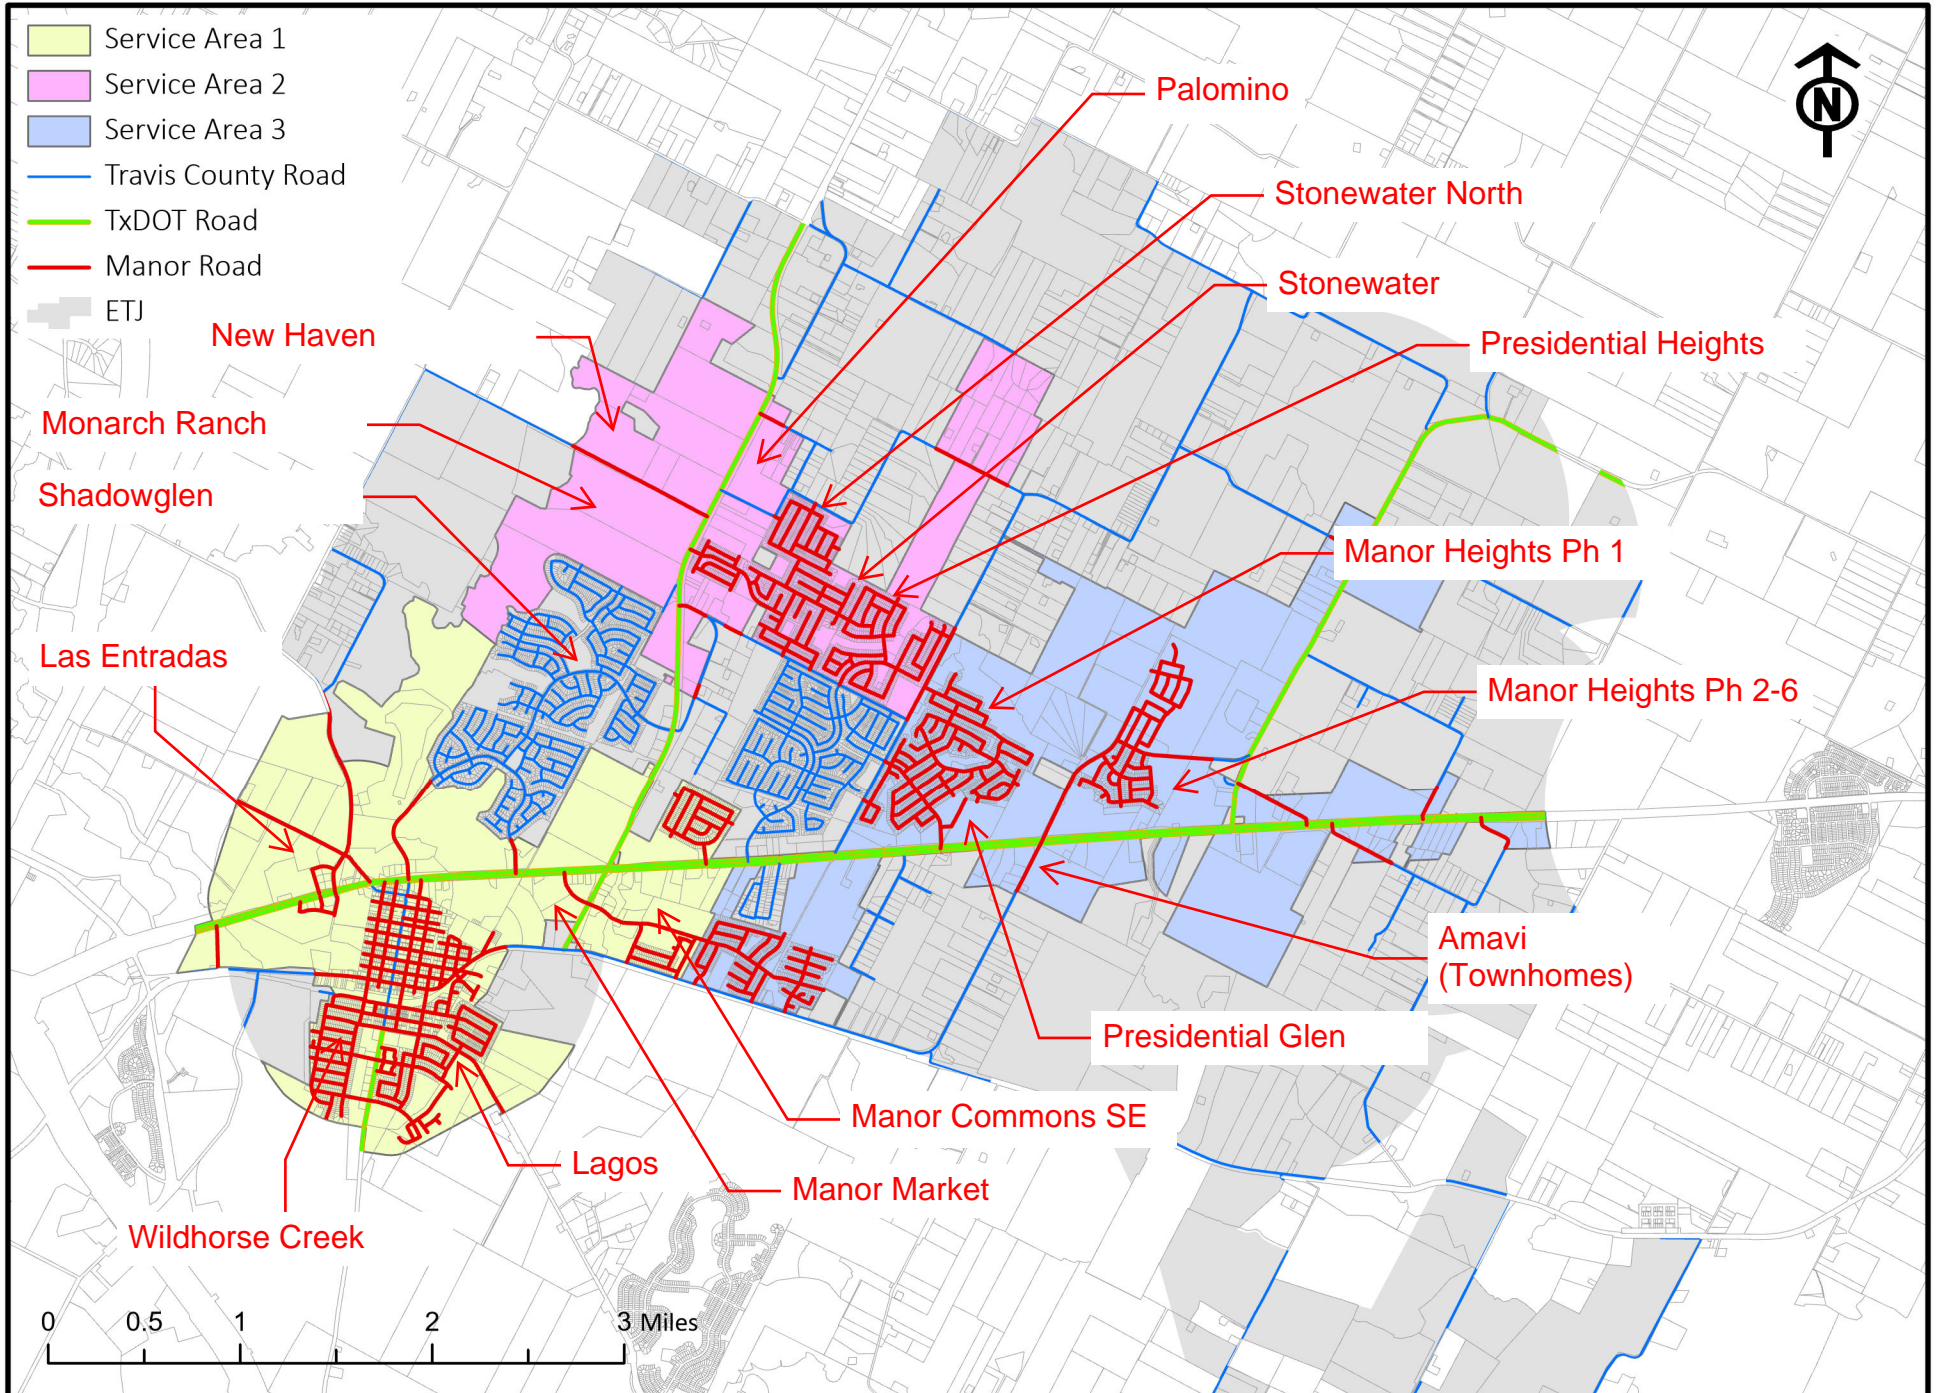 Service Area 1
Service Area 2
Service Area 3
Travis County Road
TxDOT Road
Manor Road
ETJ
N
Palomino
Stonewater North
Stonewater
New Haven
Presidential Heights
Monarch Ranch
Shadowglen
Manor Heights Ph 1
Las Entradas
Manor Heights Ph 2-6
Amavi
(Townhomes)
Presidential Glen
Manor Commons SE
Lagos
Manor Market
Wildhorse Creek
0 0.5 1 2 3 Miles